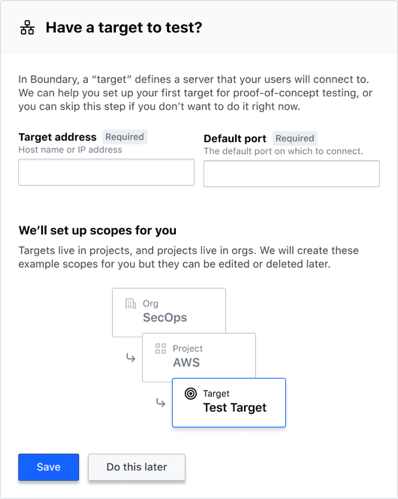 Have a target to test?
In Boundary, a “target” defines a server that your users will connect to.
We can help you set up your first target for proof-of-concept testing, or
you can skip this step if you don’t want to do it right now.
Target address Required
Host name or IP address
Default port Required
The default port on which to connect.
We’ll set up scopes for you
Targets live in projects, and projects live in orgs. We will create these
example scopes for you but they can be edited or deleted later.
Org
SecOps
Project
AWS
Target
Test Target
Save
Do this later